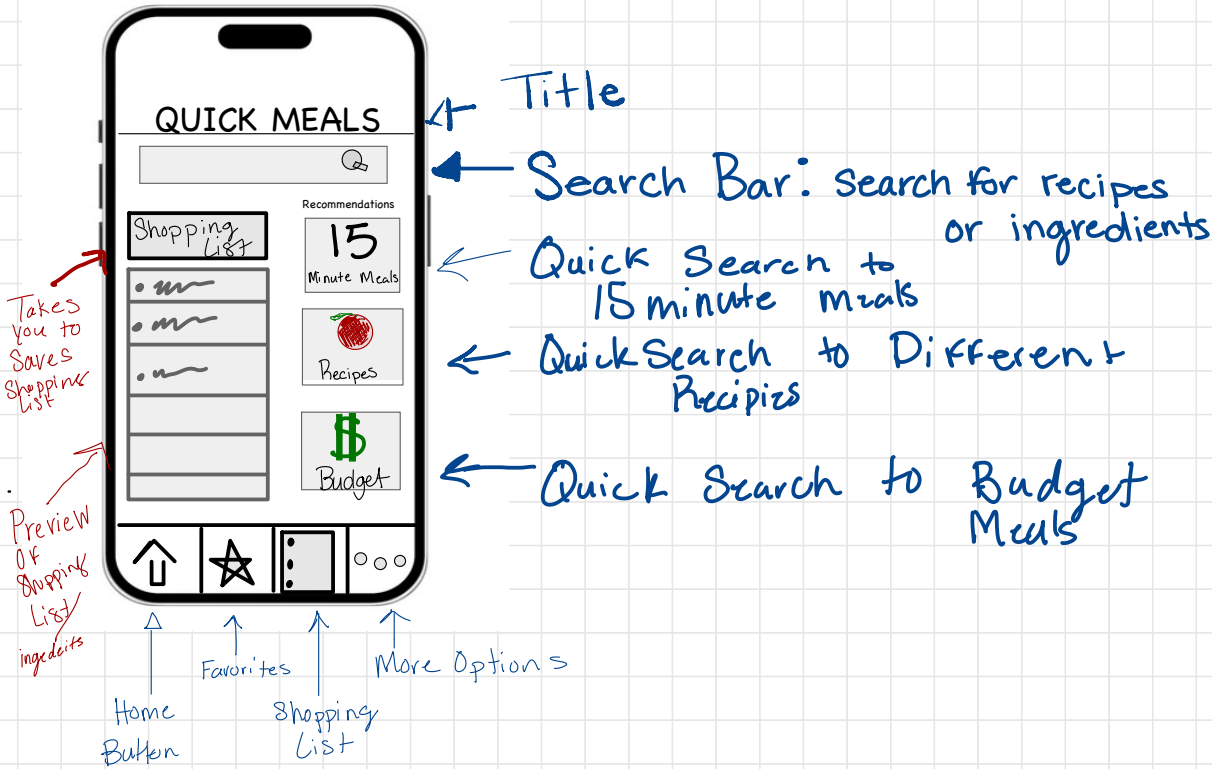 QUICK MEALS
Title
Search Bar: search for recipes
or ingredients
Recommendations
Shopping
List
15
Minute Meals
Quick Search to
15 minute meals
Takes
you to
Saves
Shopping
List
Recipes
Quick Search to Different
Recipies
$
Budget
Quick Search to Budget
Meals
Preview
of
Shopping
List
ingedeits
Home
Button
Favorites
Shopping
List
More Options